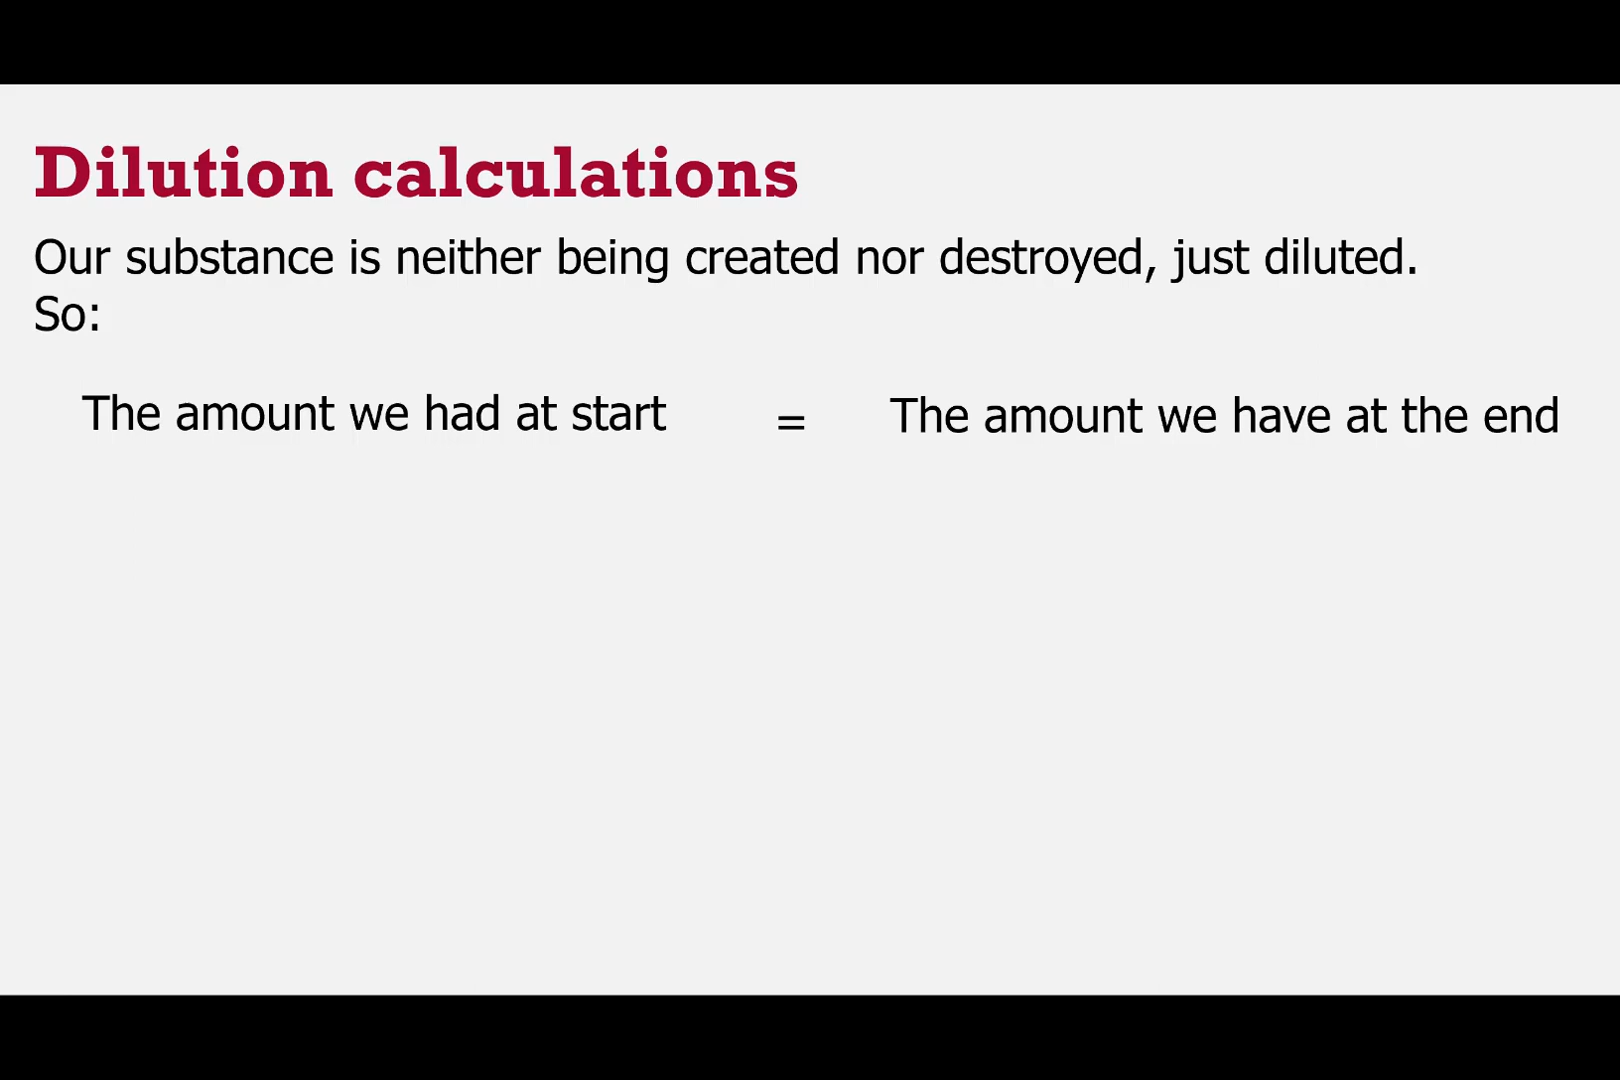 Dilution calculations
Our substance is neither being created nor destroyed, just diluted.
So:
The amount we had at start = The amount we have at the end